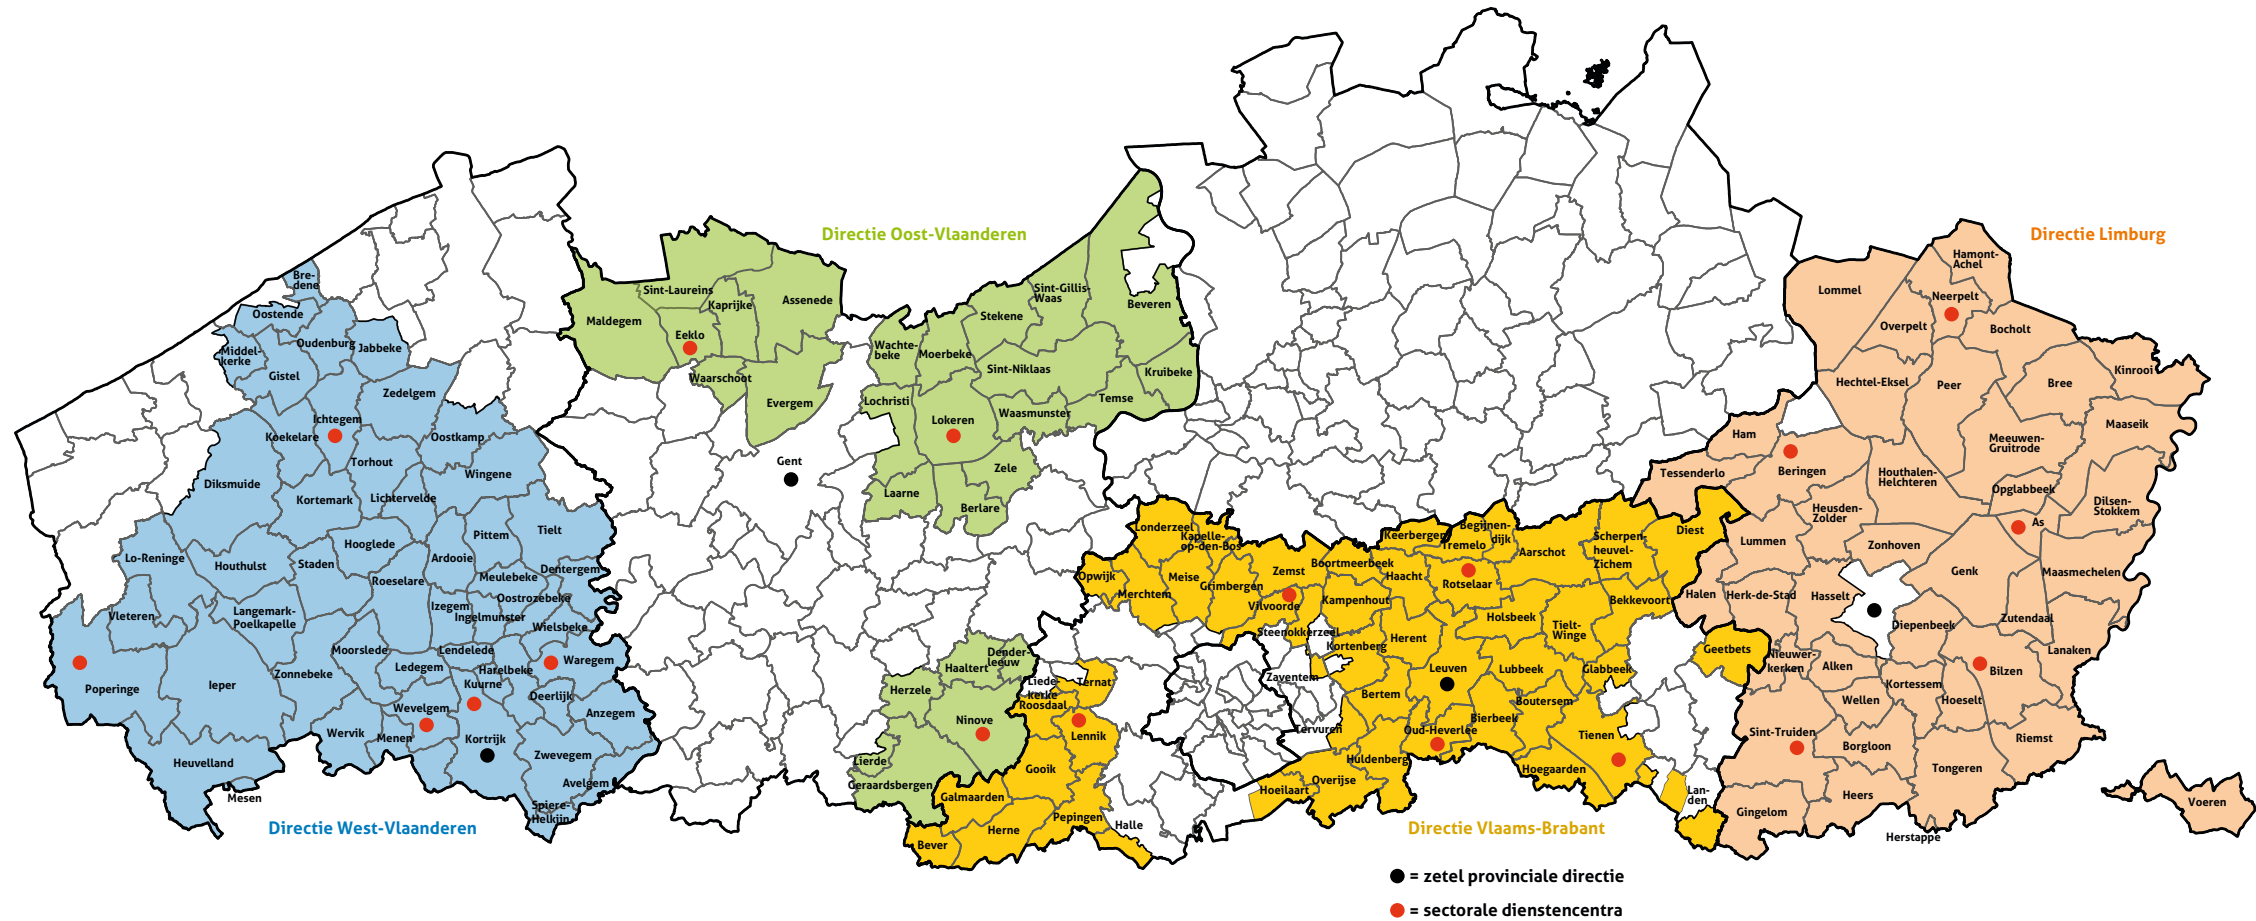 Directie Oost-Vlaanderen
Directie Limburg
Bre-
dene
Oostende
Middel-
kerke
Oudenburg
Jabbeke
Gistel
Zedelgem
Ichtegem
Koekelare
Oostkamp
Torhout
Wingene
Diksmuide
Kortemark
Lichtervelde
Pittem
Tielt
Hooglede
Ardooie
Lo-Reninge
Houthulst
Staden
Roeselare
Meulebeke
Dentergem
Oostrozebeke
Izegem
Ingelmunster
Vleteren
Langemark-
Poelkapelle
Wielsbeke
Moorslede
Lendelede
Ledegem
Harelbeke
Waregem
Zonnebeke
Kuurne
Poperinge
Ieper
Deerlijk
Wevelgem
Anzegem
Wervik
Menen
Kortrijk
Zwevegem
Heuvelland
Avelgem
Mesen
Spiere-
Helkijn
Directie West-Vlaanderen
Maldegem
Sint-Laureins
Kaprijke
Assenede
Eeklo
Waarschoot
Evergem
Gent
Wachte-
beke
Moerbeke
Stekene
Sint-Gillis-
Waas
Beveren
Sint-Niklaas
Kruibeke
Lochristi
Lokeren
Waasmunster
Temse
Zele
Laarne
Berlare
Dender-
leeuw
Haaltert
Herzele
Ninove
Lierde
Geraardsbergen
Londerzeel
Kapelle-
op-den-Bos
Opwijk
Merchtem
Meise
Grimbergen
Zemst
Vilvoorde
Boortmeerbeek
Kampenhout
Steenokkerzeel
Kortenberg
Zaventem
Tervuren
Keerbergen
Tremelo
Begijnen-
dijk
Haacht
Rotselaar
Aarschot
Scherpen-
heuvel-
Zichem
Diest
Bekkevoort
Holsbeek
Tielt-
Winge
Herent
Leuven
Lubbeek
Glabbeek
Geetbets
Bertem
Boutersem
Bierbeek
Oud-Heverlee
Tienen
Huldenberg
Hoegaarden
Overijse
Hoeilaart
Lan-
den
Liede-
kerke
Ternat
Roosdaal
Lennik
Gooik
Galmaarden
Herne
Pepingen
Bever
Halle
Directie Vlaams-Brabant
Hamont-
Achel
Lommel
Neerpelt
Overpelt
Bocholt
Kinrooi
Hechtel-Eksel
Peer
Bree
Maaseik
Ham
Meeuwen-
Gruitrode
Tessenderlo
Beringen
Houthalen-
Helchteren
Opglabbeek
Dilsen-
Stokkem
Heusden-
Zolder
As
Lummen
Zonhoven
Genk
Maasmechelen
Halen
Herk-de-Stad
Hasselt
Diepenbeek
Zutendaal
Lanaken
Nieuwer-
kerken
Alken
Bilzen
Kortessem
Wellen
Hoeselt
Sint-Truiden
Borgloon
Riemst
Tongeren
Heers
Gingelom
Herstappe
Voeren
= zetel provinciale directie
= sectorale dienstencentra